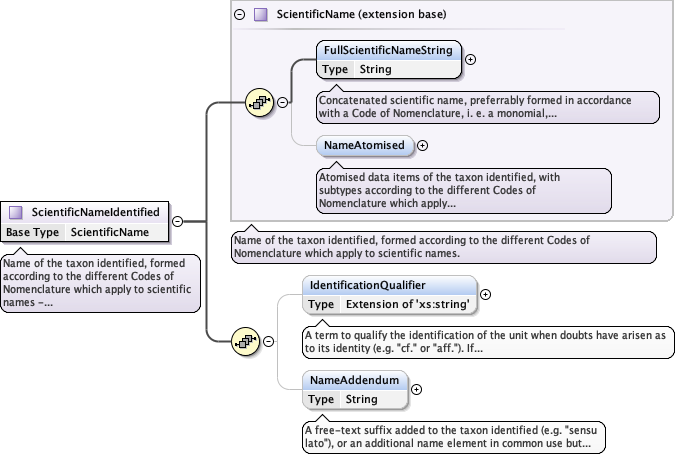 ScientificName (extension base)
FullScientificNameString
Type String
Concatenated scientific name, preferrably formed in accordance
with a Code of Nomenclature, i. e. a monomial,...
NameAtomised
Atomised data items of the taxon identified, with
subtypes according to the different Codes of
Nomenclature which apply...
ScientificNameIdentified
Base Type ScientificName
Name of the taxon identified, formed
according to the different Codes of
Nomenclature which apply to scientific
names -...
Name of the taxon identified, formed according to the different Codes of
Nomenclature which apply to scientific names.
IdentificationQualifier
Type Extension of 'xs:string'
A term to qualify the identification of the unit when doubts have arisen as
to its identity (e.g. "cf." or "aff."). If...
NameAddendum
Type String
A free-text suffix added to the taxon identified (e.g. "sensu
lato"), or an additional name element in common use but...